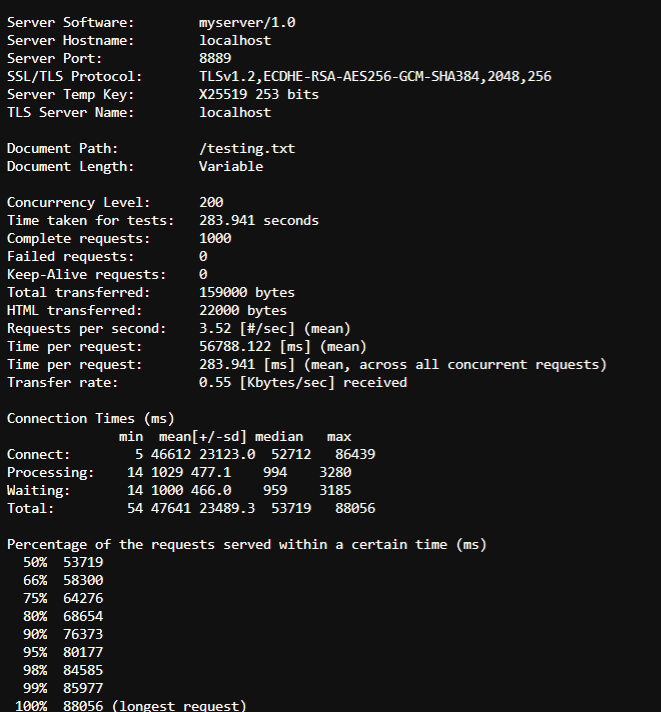 Server Software: myserver/1.0
Server Hostname: localhost
Server Port: 8889
SSL/TLS Protocol: TLSv1.2,ECDHE-RSA-AES256-GCM-SHA384,2048,256
Server Temp Key: X25519 253 bits
TLS Server Name: localhost
Document Path: /testing.txt
Document Length: Variable
Concurrency Level: 200
Time taken for tests: 283.941 seconds
Complete requests: 1000
Failed requests: 0
Keep-Alive requests: 0
Total transferred: 159000 bytes
HTML transferred: 22000 bytes
Requests per second: 3.52 [#/sec] (mean)
Time per request: 56788.122 [ms] (mean)
Time per request: 283.941 [ms] (mean, across all concurrent requests)
Transfer rate: 0.55 [Kbytes/sec] received
Connection Times (ms)
min mean[+/-sd] median max
Connect: 5 46612 23123.0 52712 86439
Processing: 14 1029 477.1 994 3280
Waiting: 14 1000 466.0 959 3185
Total: 54 47641 23489.3 53719 88056
Percentage of the requests served within a certain time (ms)
50% 53719
66% 58300
75% 64276
80% 68654
90% 76373
95% 80177
98% 84585
99% 85977
100% 88056 (longest request)